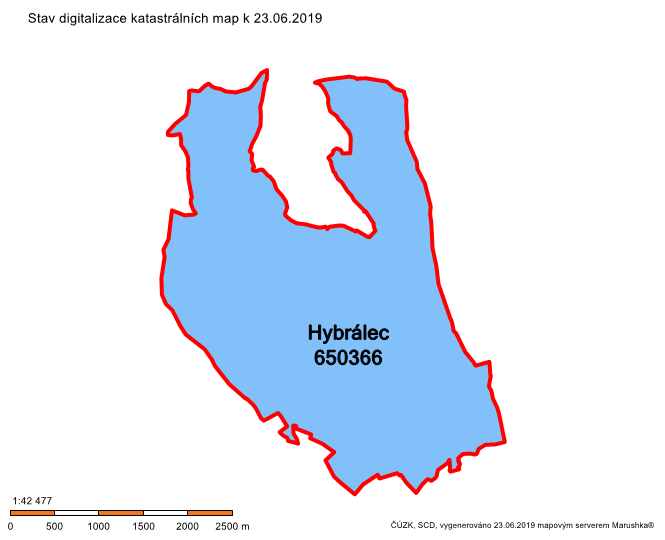 Stav digitalizace katastrálních map k 23.06.2019
Hybrálec
650366
1:42 477
0 500 1000 1500 2000 2500 m
ČÚZK, SCD, vygenerováno 23.06.2019 mapovým serverem Marushka®